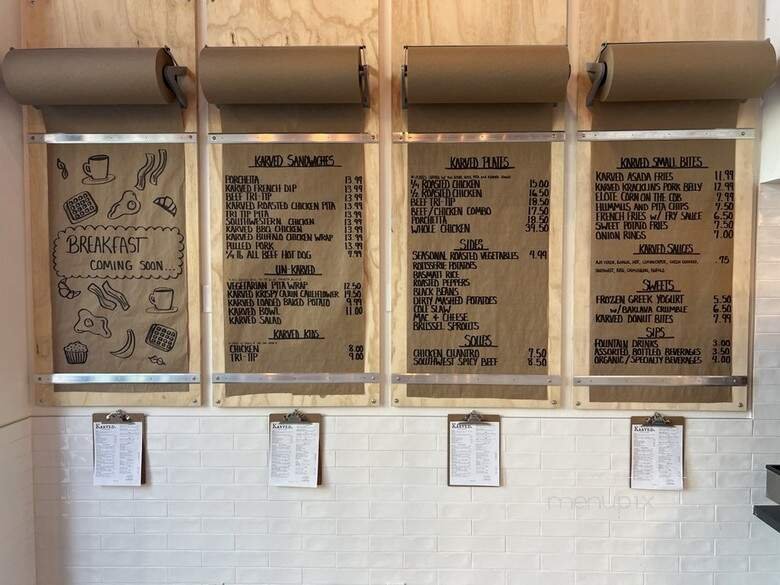 BREAKFAST
COMING SOON...
KARVED SANDWICHES
PORCHETTA 13.99
KARVED FRENCH DIP 13.99
BEEF TRI-TIP 13.99
KARVED ROASTED CHICKEN PITA 13.99
TRI TIP PITA 13.99
SOUTHWESTERN CHICKEN 13.99
KARVED BBQ CHICKEN 13.99
KARVED BUFFALO CHICKEN WRAP 13.99
PULLED PORK 13.99
1/4 lb ALL BEEF HOT DOG 9.99
UN-KARVED
VEGETARIAN PITA WRAP 12.50
KARVED KRISPY CAJUN CAULIFLOWER 14.50
KARVED LOADED BAKED POTATO 9.99
KARVED BOWL 11.00
KARVED SALAD
KARVED KIDS
CHICKEN 8.00
TRI-TIP 9.00
KARVED PLATES
1/4 ROASTED CHICKEN 15.00
1/2 ROASTED CHICKEN 16.50
BEEF TRI-TIP 18.50
BEEF/CHICKEN COMBO 17.50
PORCHETTA 18.50
WHOLE CHICKEN 39.50
SIDES
SEASONAL ROASTED VEGETABLES 4.99
ROTISSERIE POTATOES
BASMATI RICE
ROASTED PEPPERS
BLACK BEANS
DIRTY MASHED POTATOES
COLE SLAW
MAC & CHEESE
BRUSSEL SPROUTS
SOUPS
CHICKEN CILANTRO 7.50
SOUTHWEST SPICY BEEF 8.50
KARVED SMALL BITES
KARVED ASADA FRIES 11.99
KARVED KRACKLINS PORK BELLY 12.99
ELOTE CORN ON THE COB 7.99
HUMMUS AND PITA CHIPS 7.50
FRENCH FRIES W/ FRY SAUCE 6.50
SWEET POTATO FRIES 7.50
ONION RINGS 7.00
KARVED SAUCES
.75
SWEETS
FROZEN GREEK YOGURT 5.50
W/BAKLAVA CRUMBLE 6.50
KARVED DONUT BITES 7.99
SIPS
FOUNTAIN DRINKS 3.00
ASSORTED BOTTLED BEVERAGES 3.50
ORGANIC/SPECIALTY BEVERAGES 4.00
KARVED.
KARVED.
KARVED.
KARVED.
menupix